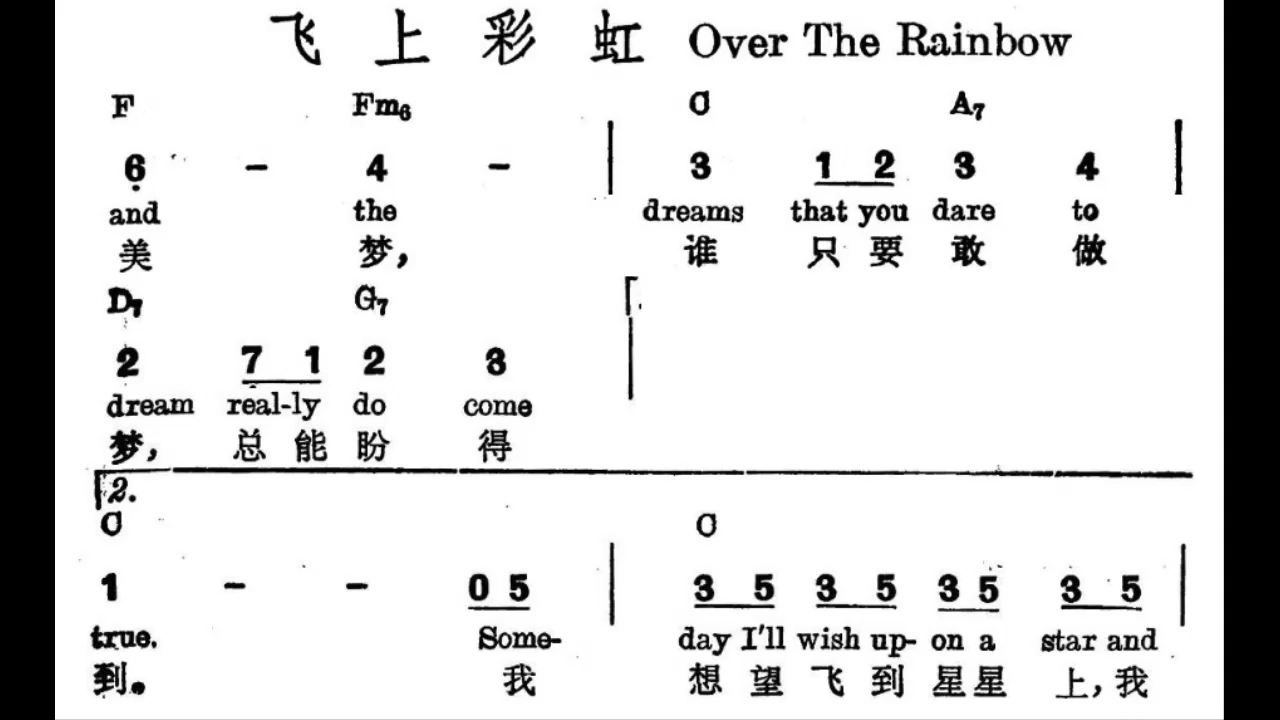 飞上彩虹 Over The Rainbow
F Fm6 C A7
6 - 4 - | 3 1 2 3 4 |
and the dreams that you dare to
美 梦， 谁 只 要 敢 做
D7 G7
2 7 1 2 3 |
dream real-ly do come
梦， 总 能 盼 得
2.
C C
1 - - 0 5 | 3 5 3 5 3 5 3 5 |
true. Some- day I'll wish up- on a star and
到。 我 想 望 飞 到 星 星 上，我